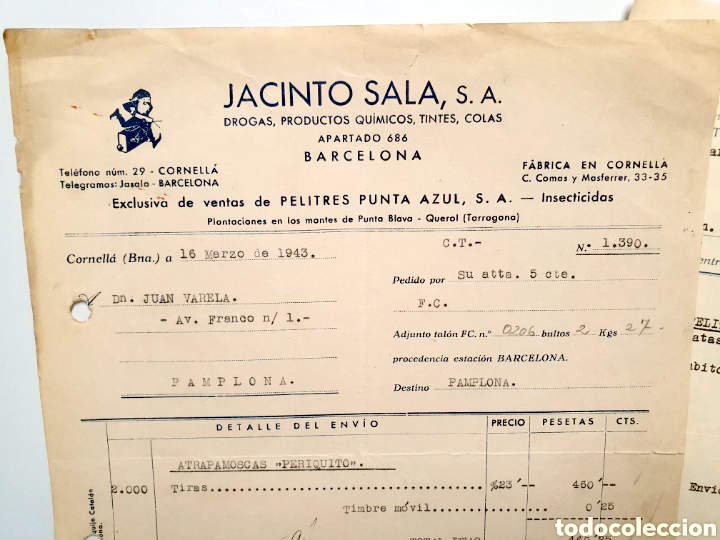 JACINTO SALA, S. A.
DROGAS, PRODUCTOS QUÍMICOS, TINTES, COLAS
APARTADO 686
BARCELONA
Teléfono núm. 29 - CORNELLÁ
Telegramas: Jasala - BARCELONA
FÁBRICA EN CORNELLÁ
C. Comas y Masferrer, 33-35
Exclusiva de ventas de PELITRES PUNTA AZUL, S. A. — Insecticidas
Plantaciones en los montes de Punta Blava - Querol (Tarragona)
Cornellá (Bna.) a 16 Marzo de 1943.
C.T.- N.º 1.390.
Dn. JUAN VARELA.
- Av. Franco n/ 1.-
PAMPLONA.
Pedido por Su atta. 5 cte.
F.C.
Adjunto talón FC. n.º 0206 bultos 2 Kgs 27
procedencia estación BARCELONA.
Destino PAMPLONA.
DETALLE DEL ENVÍO PRECIO PESETAS CTS.
ATRAPAMOSCAS "PERIQUITO".
2.000 Tiras. %23'- 460'-
Timbre móvil. 0'25
todocoleccion